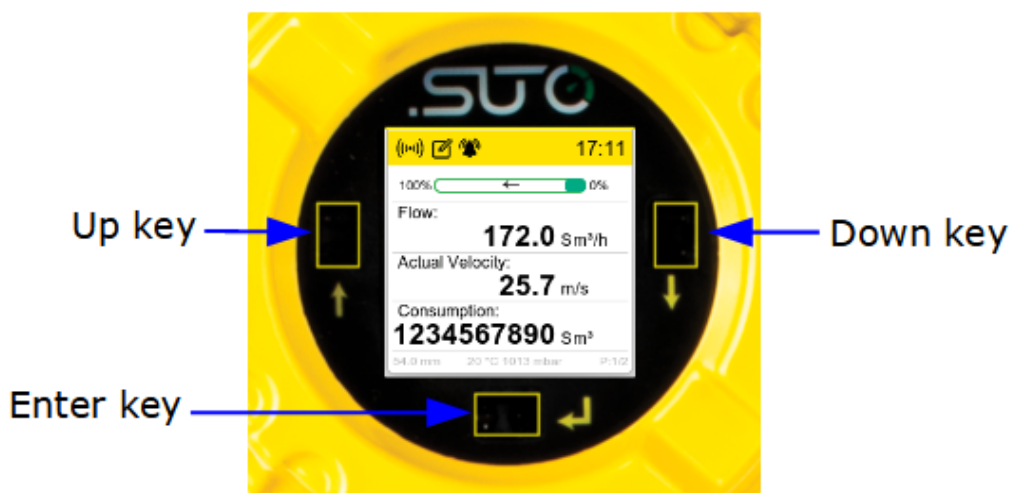 .SUTO
17:11
100% ← 0%
Flow:
172.0 Sm³/h
Actual Velocity:
25.7 m/s
Consumption:
1234567890 Sm³
54.0 mm 20 °C 1013 mbar P:1/2
Up key
Down key
Enter key